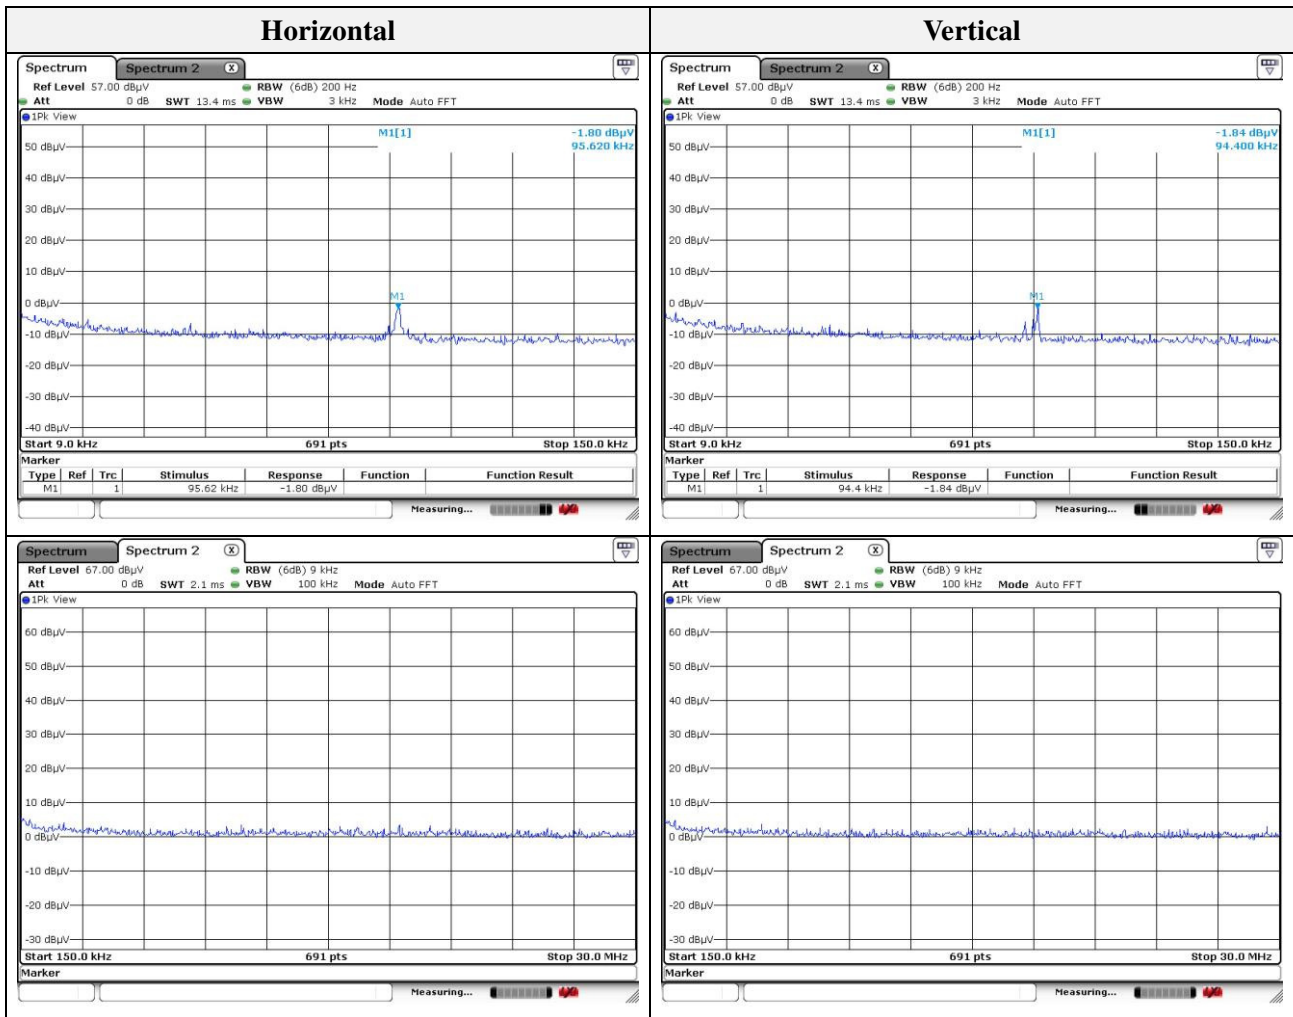 Horizontal Vertical
Spectrum Spectrum 2 X
Ref Level 57.00 dBµV RBW (6dB) 200 Hz
Att 0 dB SWT 13.4 ms VBW 3 kHz Mode Auto FFT
1Pk View
M1[1] -1.80 dBµV
95.620 kHz
50 dBµV
40 dBµV
30 dBµV
20 dBµV
10 dBµV
M1
0 dBµV
-10 dBµV
-20 dBµV
-30 dBµV
-40 dBµV
Start 9.0 kHz 691 pts Stop 150.0 kHz
Marker
Type Ref Trc Stimulus Response Function Function Result
M1 1 95.62 kHz -1.80 dBµV
Measuring...
Spectrum Spectrum 2 X
Ref Level 57.00 dBµV RBW (6dB) 200 Hz
Att 0 dB SWT 13.4 ms VBW 3 kHz Mode Auto FFT
1Pk View
M1[1] -1.84 dBµV
94.400 kHz
50 dBµV
40 dBµV
30 dBµV
20 dBµV
10 dBµV
M1
0 dBµV
-10 dBµV
-20 dBµV
-30 dBµV
-40 dBµV
Start 9.0 kHz 691 pts Stop 150.0 kHz
Marker
Type Ref Trc Stimulus Response Function Function Result
M1 1 94.4 kHz -1.84 dBµV
Measuring...
Spectrum Spectrum 2 X
Ref Level 67.00 dBµV RBW (6dB) 9 kHz
Att 0 dB SWT 2.1 ms VBW 100 kHz Mode Auto FFT
1Pk View
60 dBµV
50 dBµV
40 dBµV
30 dBµV
20 dBµV
10 dBµV
0 dBµV
-10 dBµV
-20 dBµV
-30 dBµV
Start 150.0 kHz 691 pts Stop 30.0 MHz
Marker
Measuring...
Spectrum Spectrum 2 X
Ref Level 67.00 dBµV RBW (6dB) 9 kHz
Att 0 dB SWT 2.1 ms VBW 100 kHz Mode Auto FFT
1Pk View
60 dBµV
50 dBµV
40 dBµV
30 dBµV
20 dBµV
10 dBµV
0 dBµV
-10 dBµV
-20 dBµV
-30 dBµV
Start 150.0 kHz 691 pts Stop 30.0 MHz
Marker
Measuring...